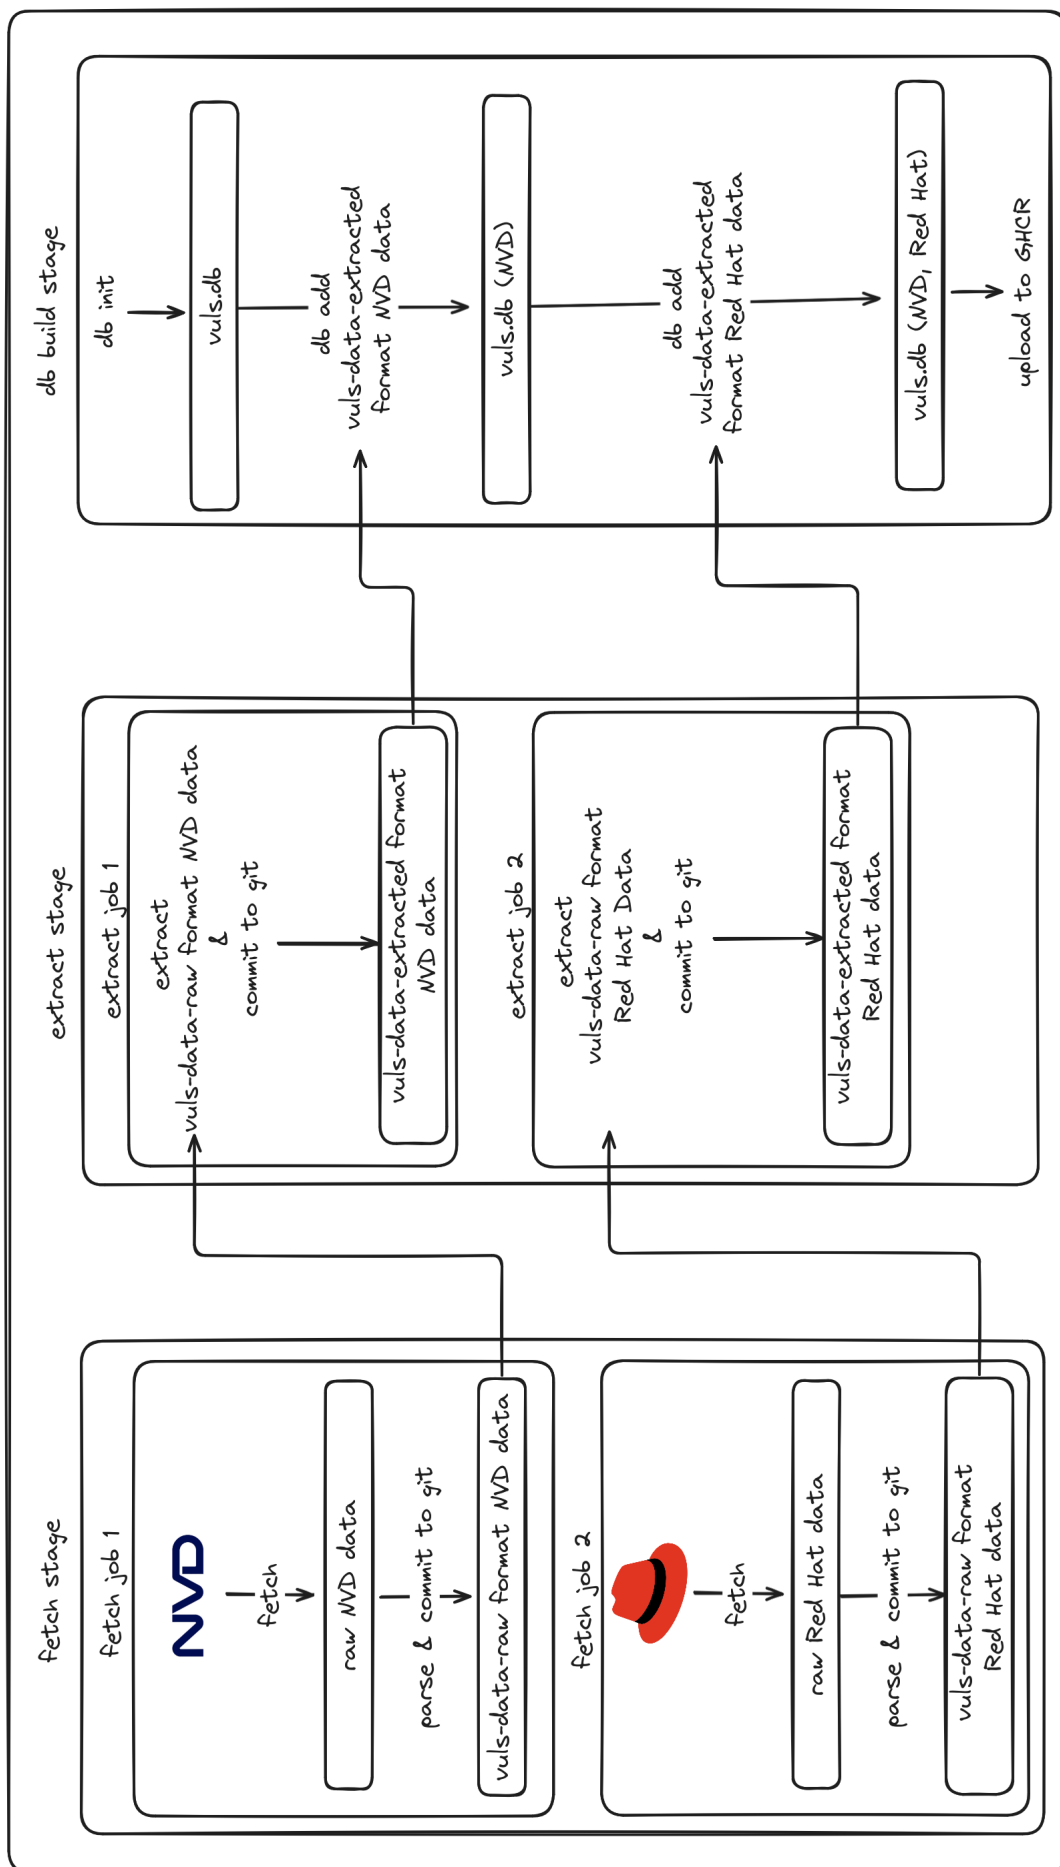 fetch stage
fetch job 1
NVD
fetch
raw NVD data
parse & commit to git
vuls-data-raw format NVD data
fetch job 2
fetch
raw Red Hat data
parse & commit to git
vuls-data-raw format
Red Hat data
extract stage
extract job 1
extract
vuls-data-raw format NVD data
&
commit to git
vuls-data-extracted format
NVD data
extract job 2
extract
vuls-data-raw format
Red Hat Data
&
commit to git
vuls-data-extracted format
Red Hat data
db build stage
db init
vuls.db
db add
vuls-data-extracted
format NVD data
vuls.db (NVD)
db add
vuls-data-extracted
format Red Hat data
vuls.db (NVD, Red Hat)
upload to GHCR